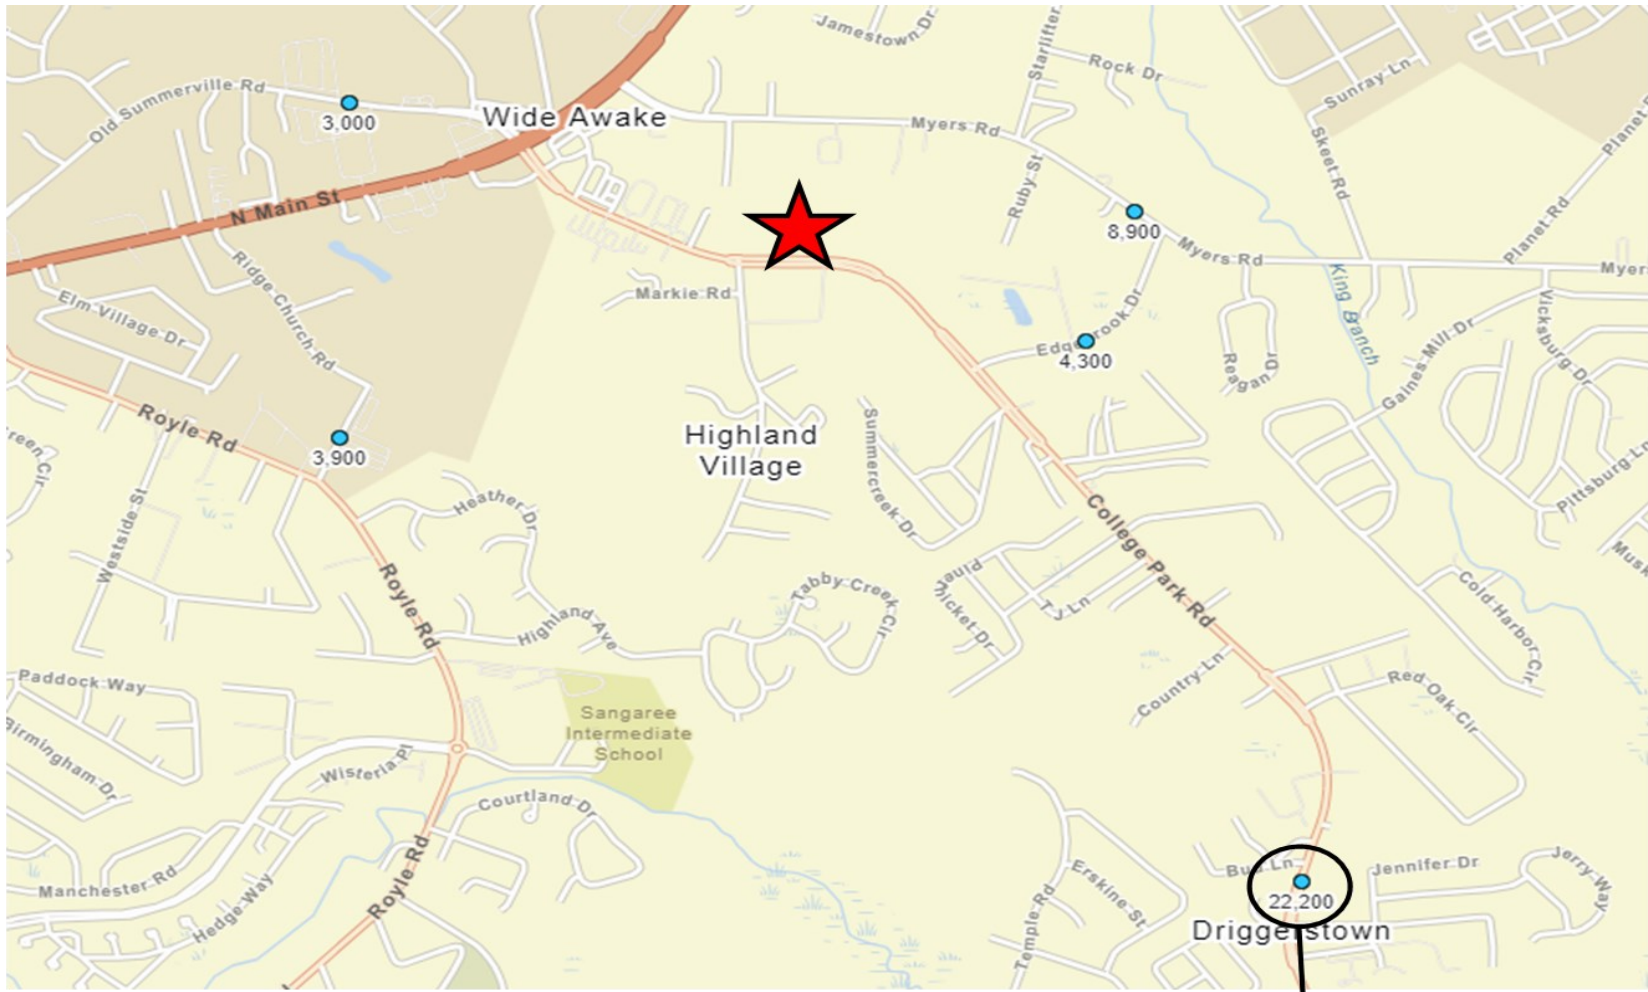 Jamestown Dr
Starlifter
Rock Dr
Sunray Ln
Old Summerville Rd
3,000
Wide Awake
Myers Rd
Skeet Rd
N Main St
Ruby St
8,900
Myers Rd
Planet Rd
Myer
Ridge Church Rd
Elm Village Dr
Markie Rd
King Branch
4,300
Reagan Dr
Gaines Mill Dr
Vicksburg Dr
Royle Rd
3,900
Highland
Village
Summercreek Dr
Pittsburg Ln
Westside St
Heather Dr
College Park Rd
Royle Rd
Highland Ave
Tabby Creek Cir
Pine
Thicket Dr
T J Ln
Cold Harbor Cir
Country Ln
Red Oak Cir
Paddock Way
Birmingham Dr
Sangaree
Intermediate
School
Wisteria Pl
Courtland Dr
Manchester Rd
Hedge Way
Royle Rd
Temple Rd
Erskine St
Bud Ln
Jennifer Dr
Jerry Way
22,200
Driggerstown